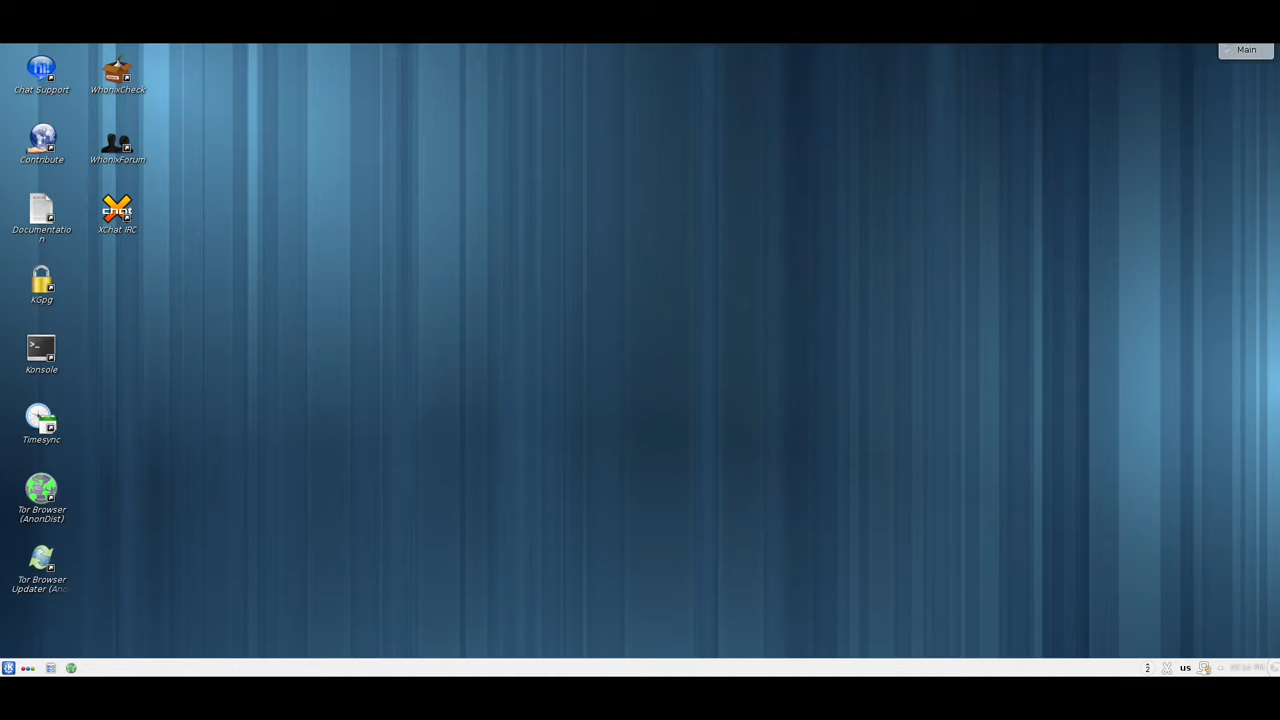 Main
Chat Support
WhonixCheck
Contribute
WhonixForum
Documentatio
n
XChat IRC
KGpg
Konsole
Timesync
Tor Browser
(AnonDist)
Tor Browser
Updater (Ano
us